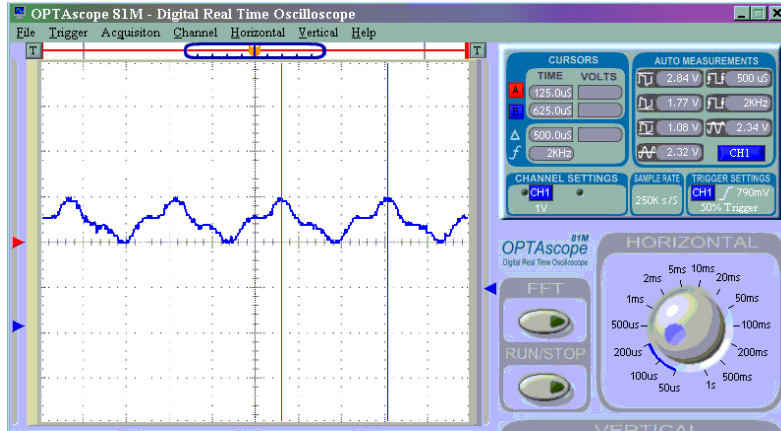 OPTAscope 81M - Digital Real Time Oscilloscope
File Trigger Acquisiton Channel Horizontal Vertical Help
T T
CURSORS
TIME VOLTS
A 125.0uS
B 625.0uS
Δ 500.0uS
f 2KHz
AUTO MEASUREMENTS
2.84 V 500 uS
1.77 V 2KHz
1.08 V 2.34 V
2.32 V CH1
CHANNEL SETTINGS
CH1
1V
SAMPLE RATE
250K s/S
TRIGGER SETTINGS
CH1 790mV
50% Trigger
81M
OPTAscope
Digital Real Time Oscilloscope
FFT
RUN/STOP
HORIZONTAL
50us
100us
200us
500us
1ms
2ms
5ms
10ms
20ms
50ms
100ms
200ms
500ms
1s
VERTICAL